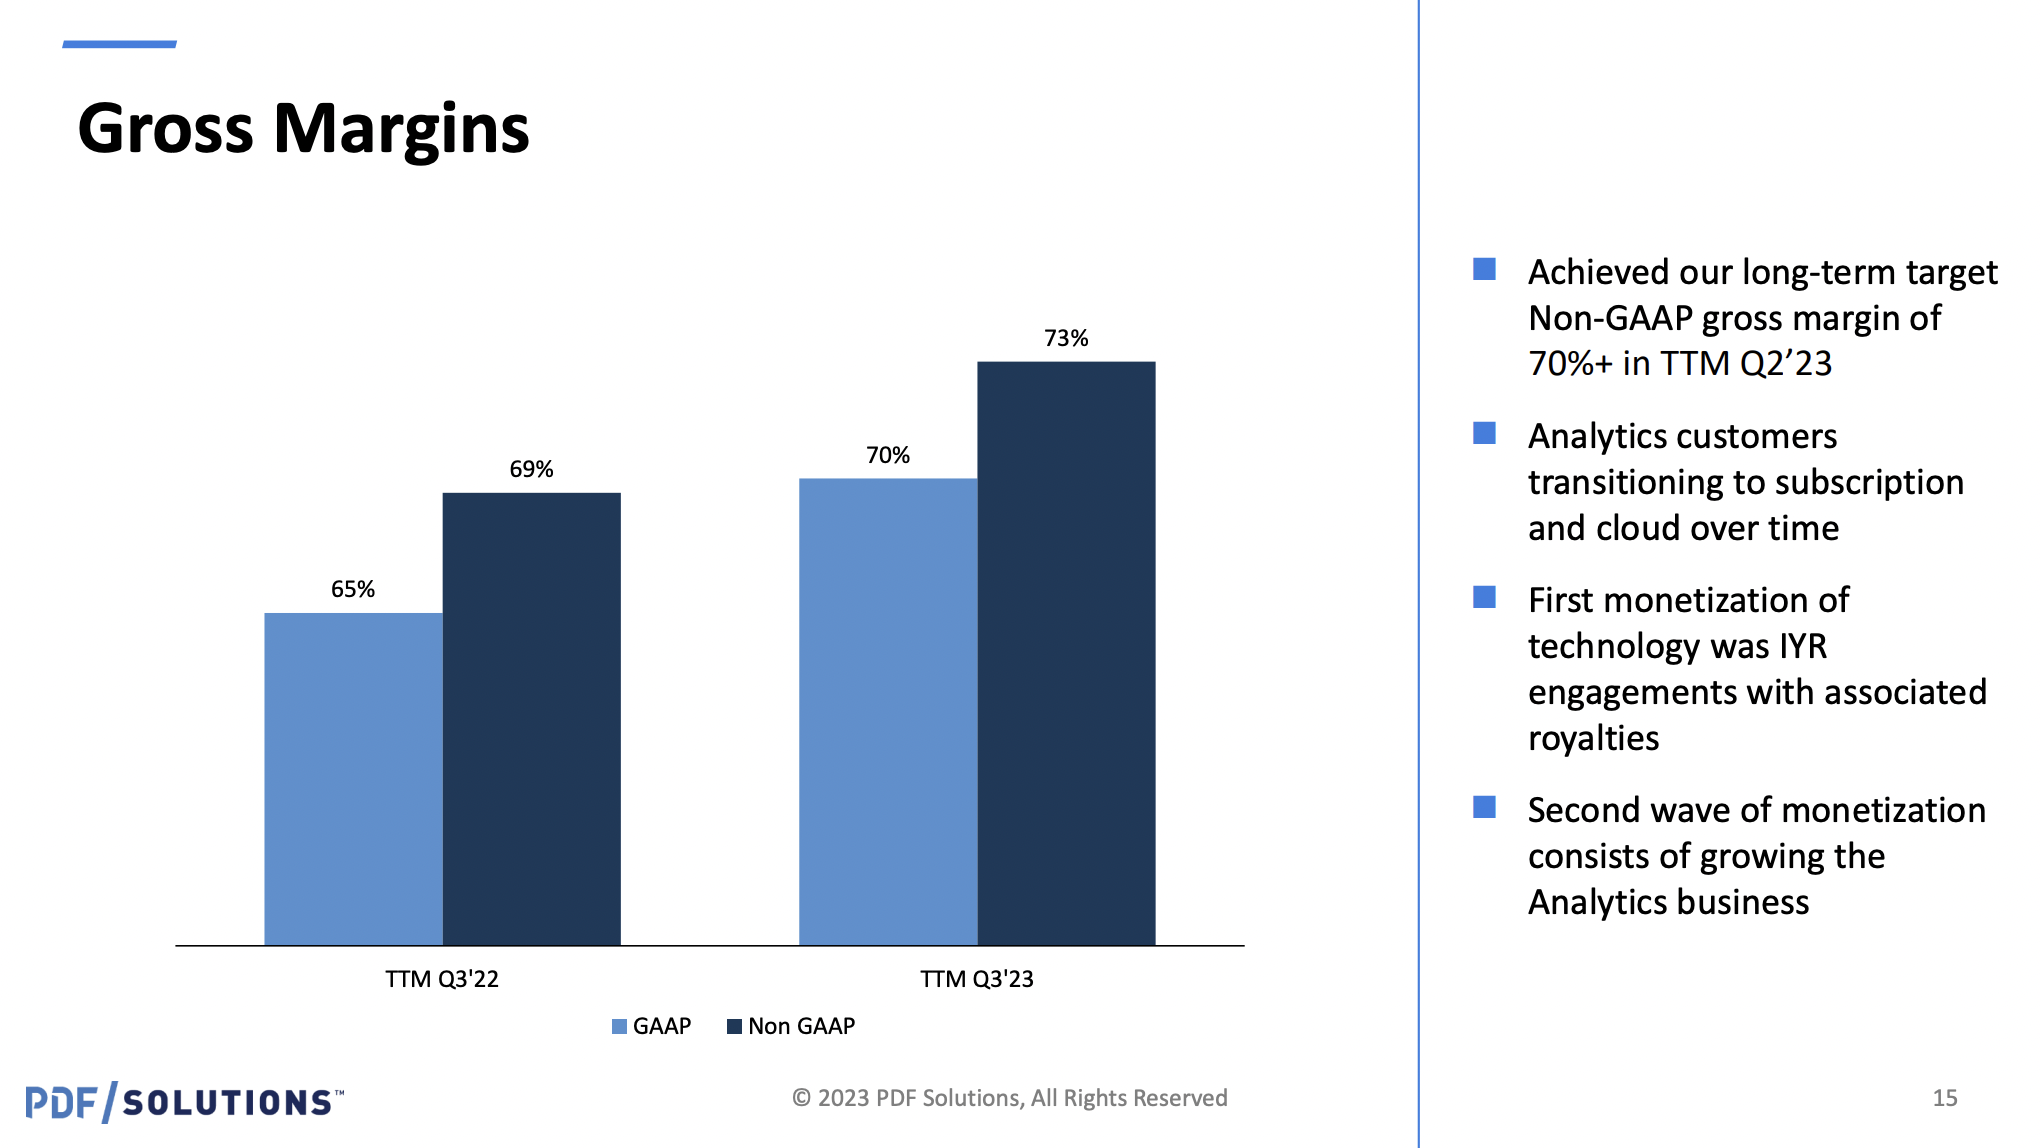 Gross Margins
73%
70%
69%
65%
TTM Q3'22
TTM Q3'23
GAAP
Non GAAP
Achieved our long-term target
Non-GAAP gross margin of
70%+ in TTM Q2’23
Analytics customers
transitioning to subscription
and cloud over time
First monetization of
technology was IYR
engagements with associated
royalties
Second wave of monetization
consists of growing the
Analytics business
PDF/SOLUTIONS™
© 2023 PDF Solutions, All Rights Reserved
15